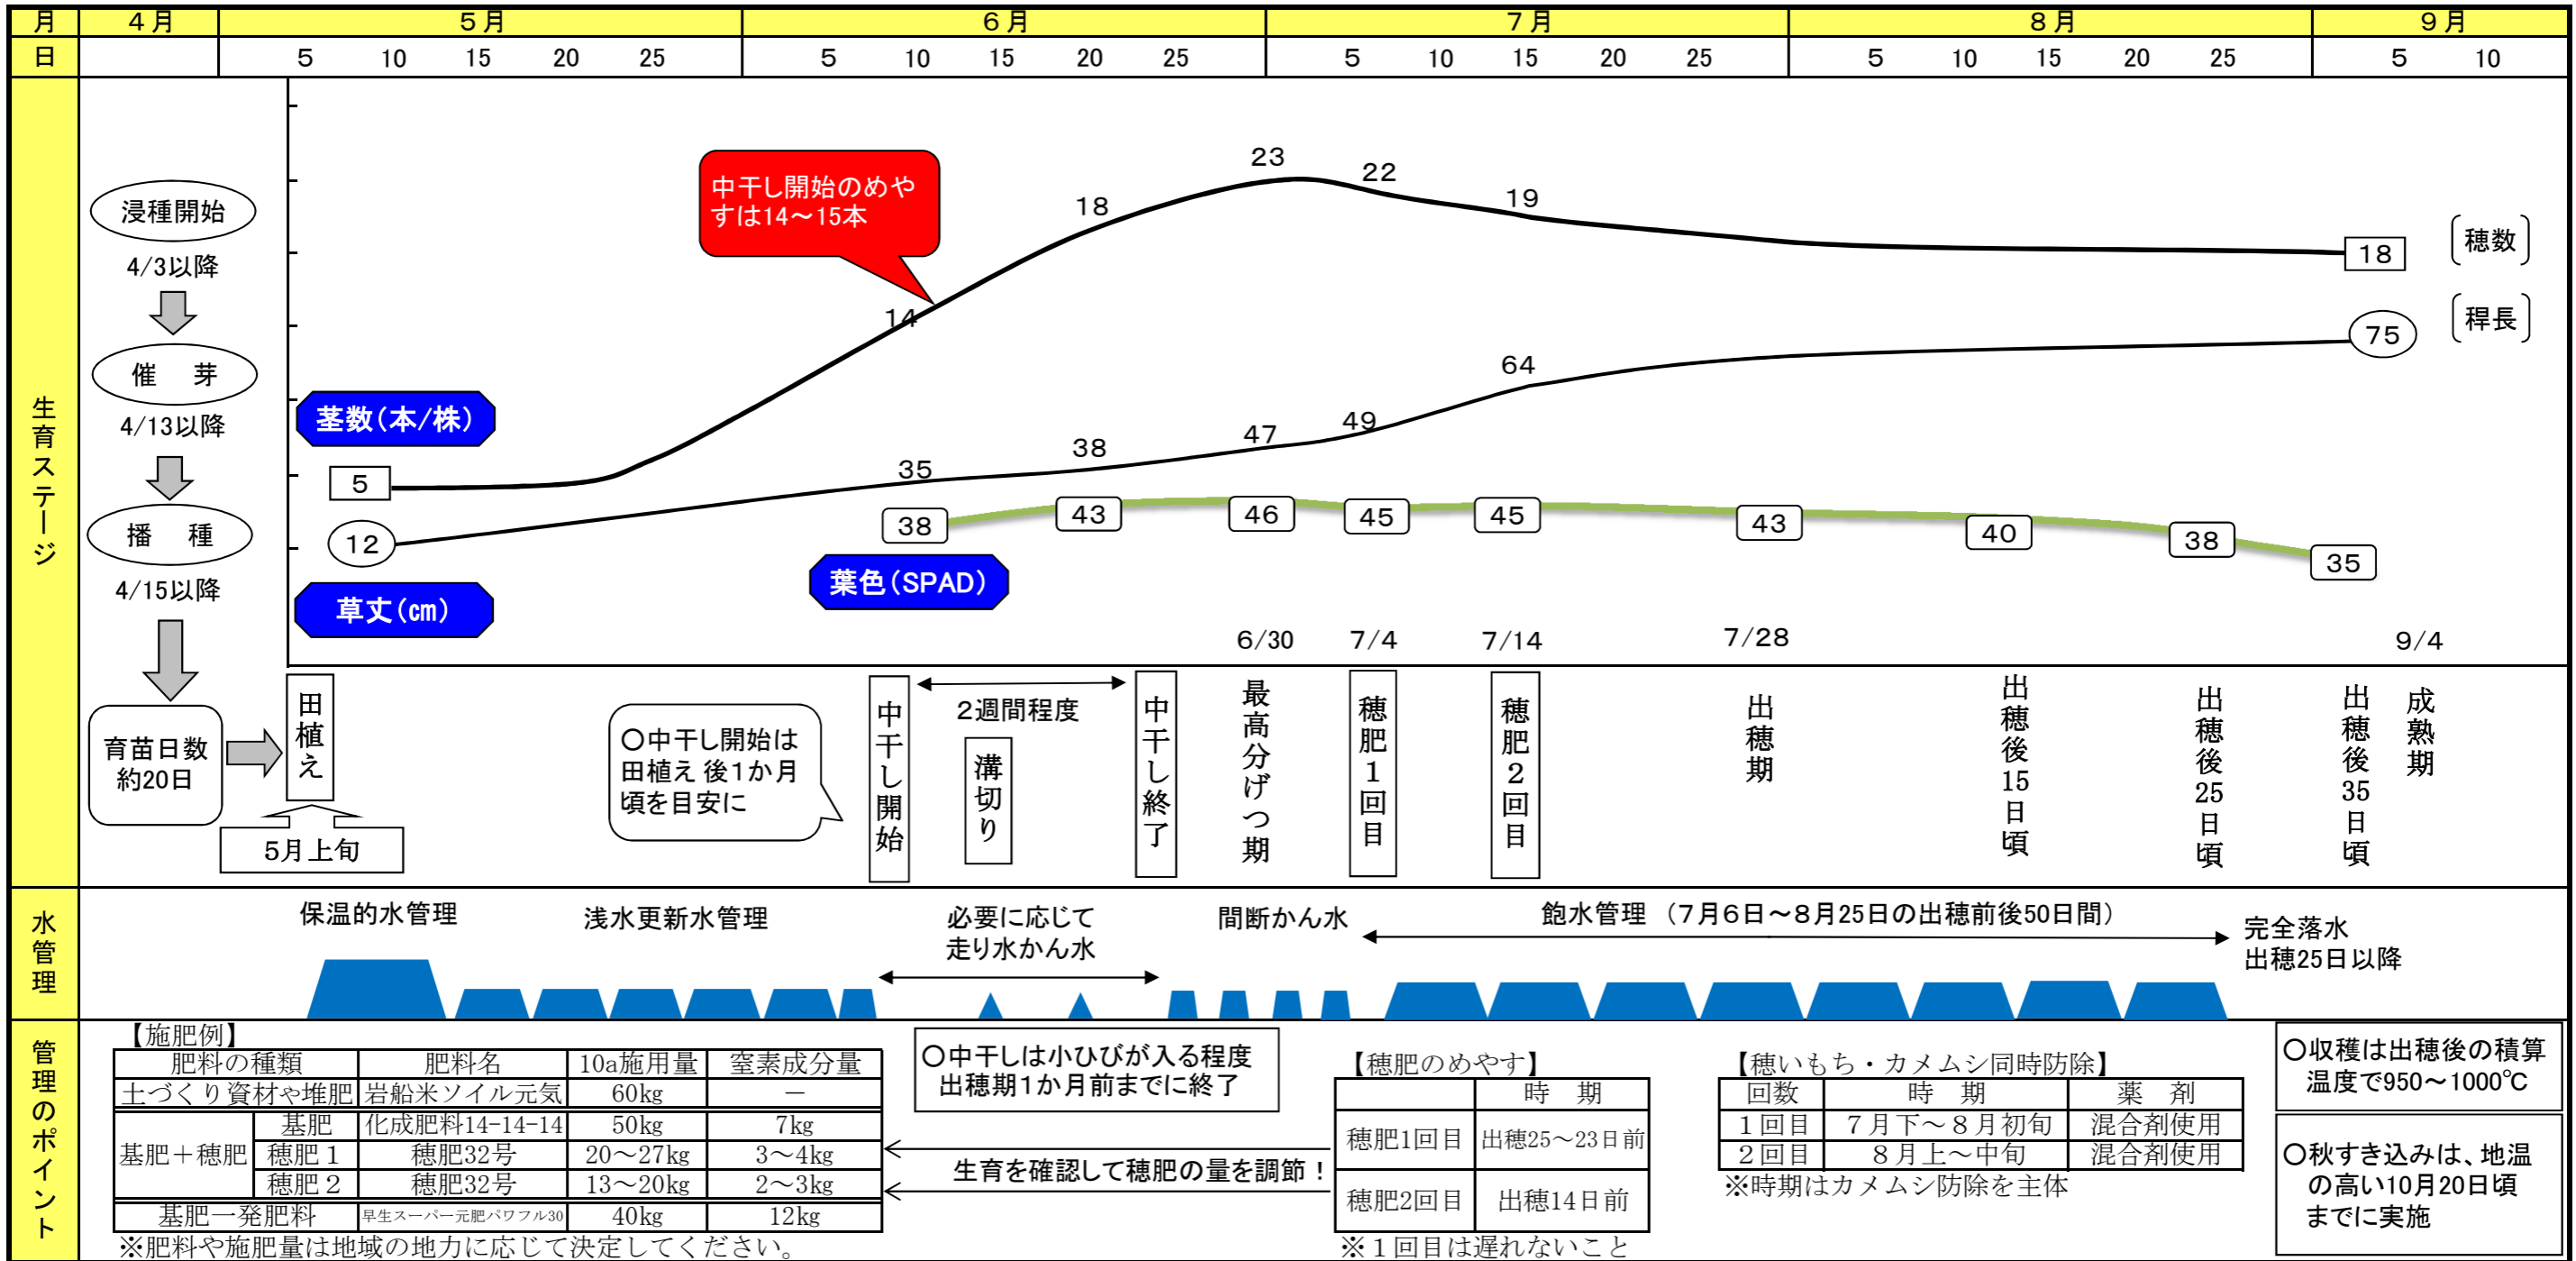 月 4月 5月 6月 7月 8月 9月
日 5 10 15 20 25 5 10 15 20 25 5 10 15 20 25 5 10 15 20 25 5 10
生育ステージ
浸種開始
4/3以降
催　芽
4/13以降
播　種
4/15以降
育苗日数
約20日
田植え
5月上旬
中干し開始のめや
すは14～15本
茎数(本/株)
5 14 18 23 22 19 18
〔穂数〕
草丈(㎝)
12 35 38 47 49 64 75
〔稈長〕
葉色(SPAD)
38 43 46 45 45 43 40 38 35
6/30 7/4 7/14 7/28 9/4
〇中干し開始は
田植え 後1か月
頃を目安に
中干し開始
2週間程度
溝切り
中干し終了
最高分げつ期
穂肥1回目
穂肥2回目
出穂期
出穂後15日頃
出穂後25日頃
出穂後35日頃
成熟期
水管理
保温的水管理
浅水更新水管理
必要に応じて
走り水かん水
間断かん水
飽水管理 （7月6日～8月25日の出穂前後50日間）
完全落水
出穂25日以降
管理のポイント
【施肥例】
肥料の種類 肥料名 10a施用量 窒素成分量
土づくり資材や堆肥 岩船米ソイル元気 60kg －
基肥＋穂肥
基肥 化成肥料14-14-14 50kg 7kg
穂肥1 穂肥32号 20～27kg 3～4kg
穂肥2 穂肥32号 13～20kg 2～3kg
基肥一発肥料 早生スーパー元肥パワフル30 40kg 12kg
※肥料や施肥量は地域の地力に応じて決定してください。
〇中干しは小ひびが入る程度
出穂期1か月前までに終了
生育を確認して穂肥の量を調節！
【穂肥のめやす】
時　期
穂肥1回目 出穂25～23日前
穂肥2回目 出穂14日前
※1回目は遅れないこと
【穂いもち・カメムシ同時防除】
回数 時　期 薬　剤
1回目 7月下～8月初旬 混合剤使用
2回目 8月上～中旬 混合剤使用
※時期はカメムシ防除を主体
〇収穫は出穂後の積算
温度で950～1000℃
〇秋すき込みは、地温
の高い10月20日頃
までに実施